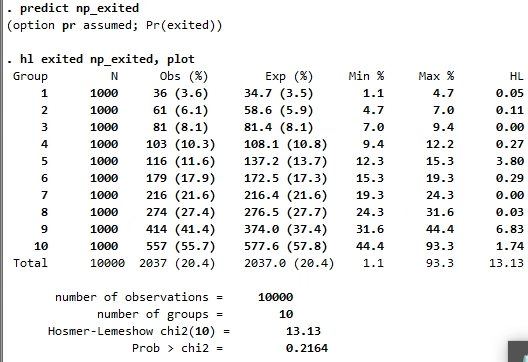 . predict np_exited
(option pr assumed; Pr(exited))
. hl exited np_exited, plot
Group N Obs (%) Exp (%) Min % Max % HL
1 1000 36 (3.6) 34.7 (3.5) 1.1 4.7 0.05
2 1000 61 (6.1) 58.6 (5.9) 4.7 7.0 0.11
3 1000 81 (8.1) 81.4 (8.1) 7.0 9.4 0.00
4 1000 103 (10.3) 108.1 (10.8) 9.4 12.2 0.27
5 1000 116 (11.6) 137.2 (13.7) 12.3 15.3 3.80
6 1000 179 (17.9) 172.5 (17.3) 15.3 19.3 0.29
7 1000 216 (21.6) 216.4 (21.6) 19.3 24.3 0.00
8 1000 274 (27.4) 276.5 (27.7) 24.3 31.6 0.03
9 1000 414 (41.4) 374.0 (37.4) 31.6 44.4 6.83
10 1000 557 (55.7) 577.6 (57.8) 44.4 93.3 1.74
Total 10000 2037 (20.4) 2037.0 (20.4) 1.1 93.3 13.13
number of observations = 10000
number of groups = 10
Hosmer-Lemeshow chi2(10) = 13.13
Prob > chi2 = 0.2164